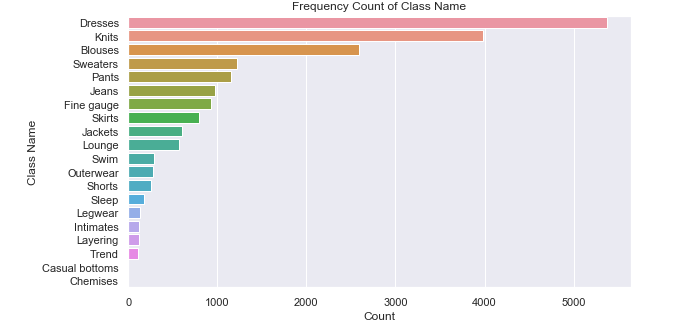 Frequency Count of Class Name
Dresses
Knits
Blouses
Sweaters
Pants
Jeans
Fine gauge
Skirts
Jackets
Lounge
Swim
Outerwear
Shorts
Sleep
Legwear
Intimates
Layering
Trend
Casual bottoms
Chemises
Class Name
0 1000 2000 3000 4000 5000
Count